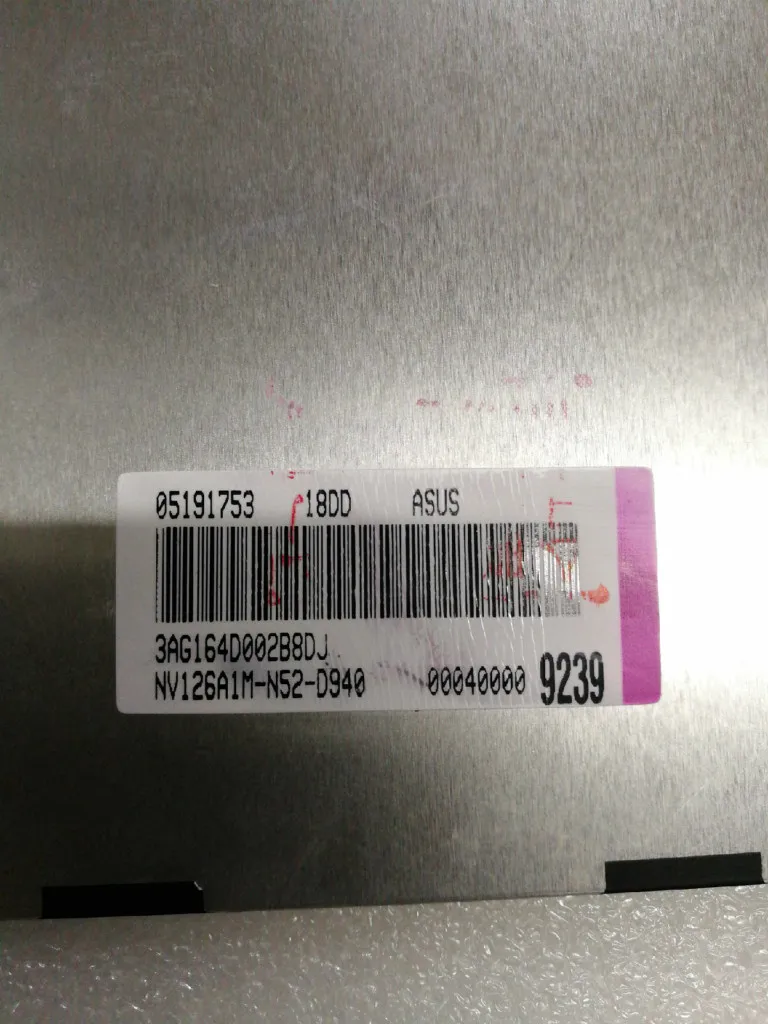 05191753 18DD ASUS
3AG164D002B8DJ
NV126A1M-N52-D940 00040000 9239